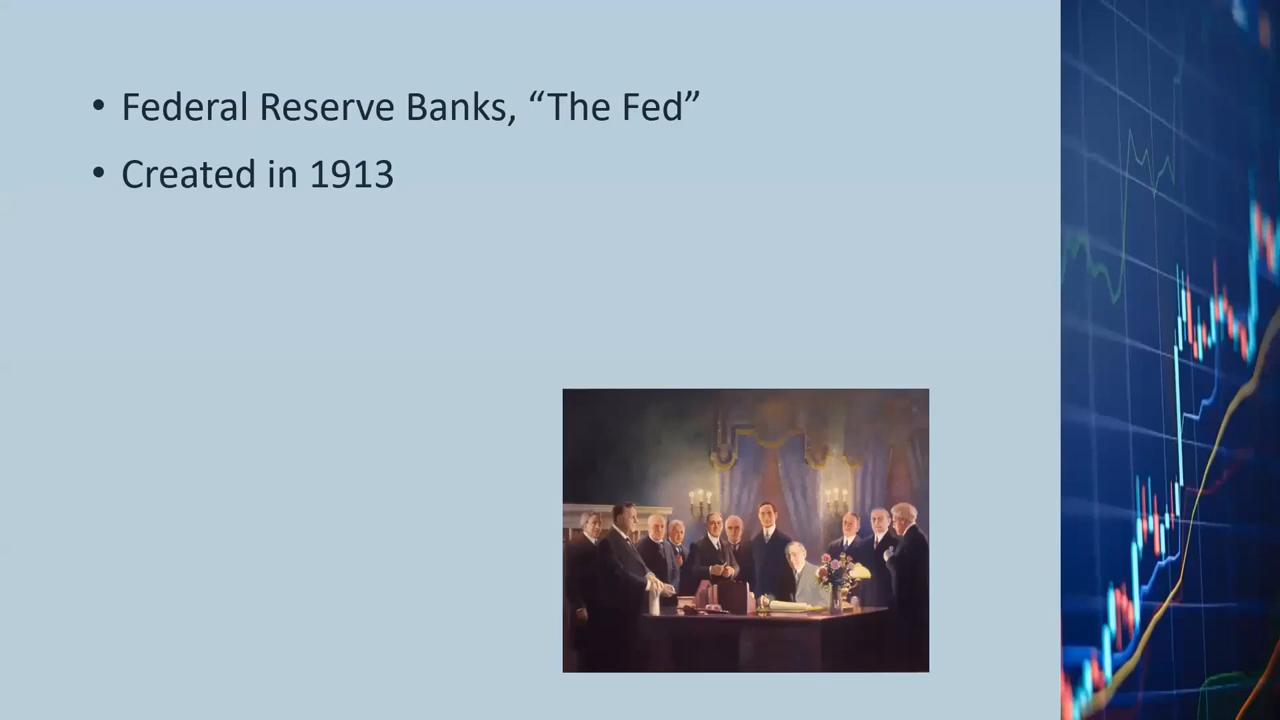 • Federal Reserve Banks, “The Fed”
• Created in 1913